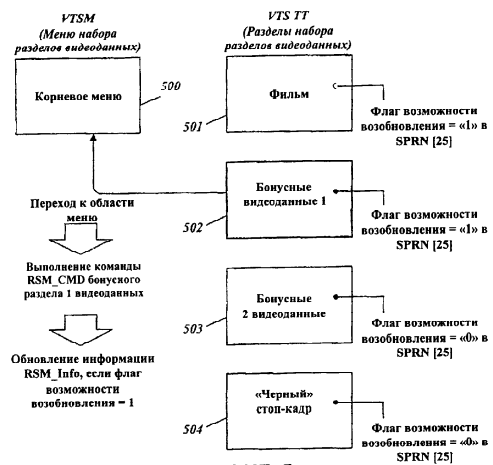 VTSM
(Меню набора
разделов видеоданных)
VTS TT
(Разделы набора
разделов видеоданных)
Корневое меню
500
Фильм
501
Флаг возможности
возобновления = «1» в
SPRN [25]
Бонусные
видеоданные 1
502
Флаг возможности
возобновления = «1» в
SPRN [25]
Переход к области
меню
Выполнение команды
RSM_CMD бонусного
раздела 1 видеоданных
Бонусные
2 видеоданные
503
Флаг возможности
возобновления = «0» в
SPRN [25]
Обновление информации
RSM_Info, если флаг
возможности
возобновления = 1
«Черный»
стоп-кадр
504
Флаг возможности
возобновления = «0» в
SPRN [25]